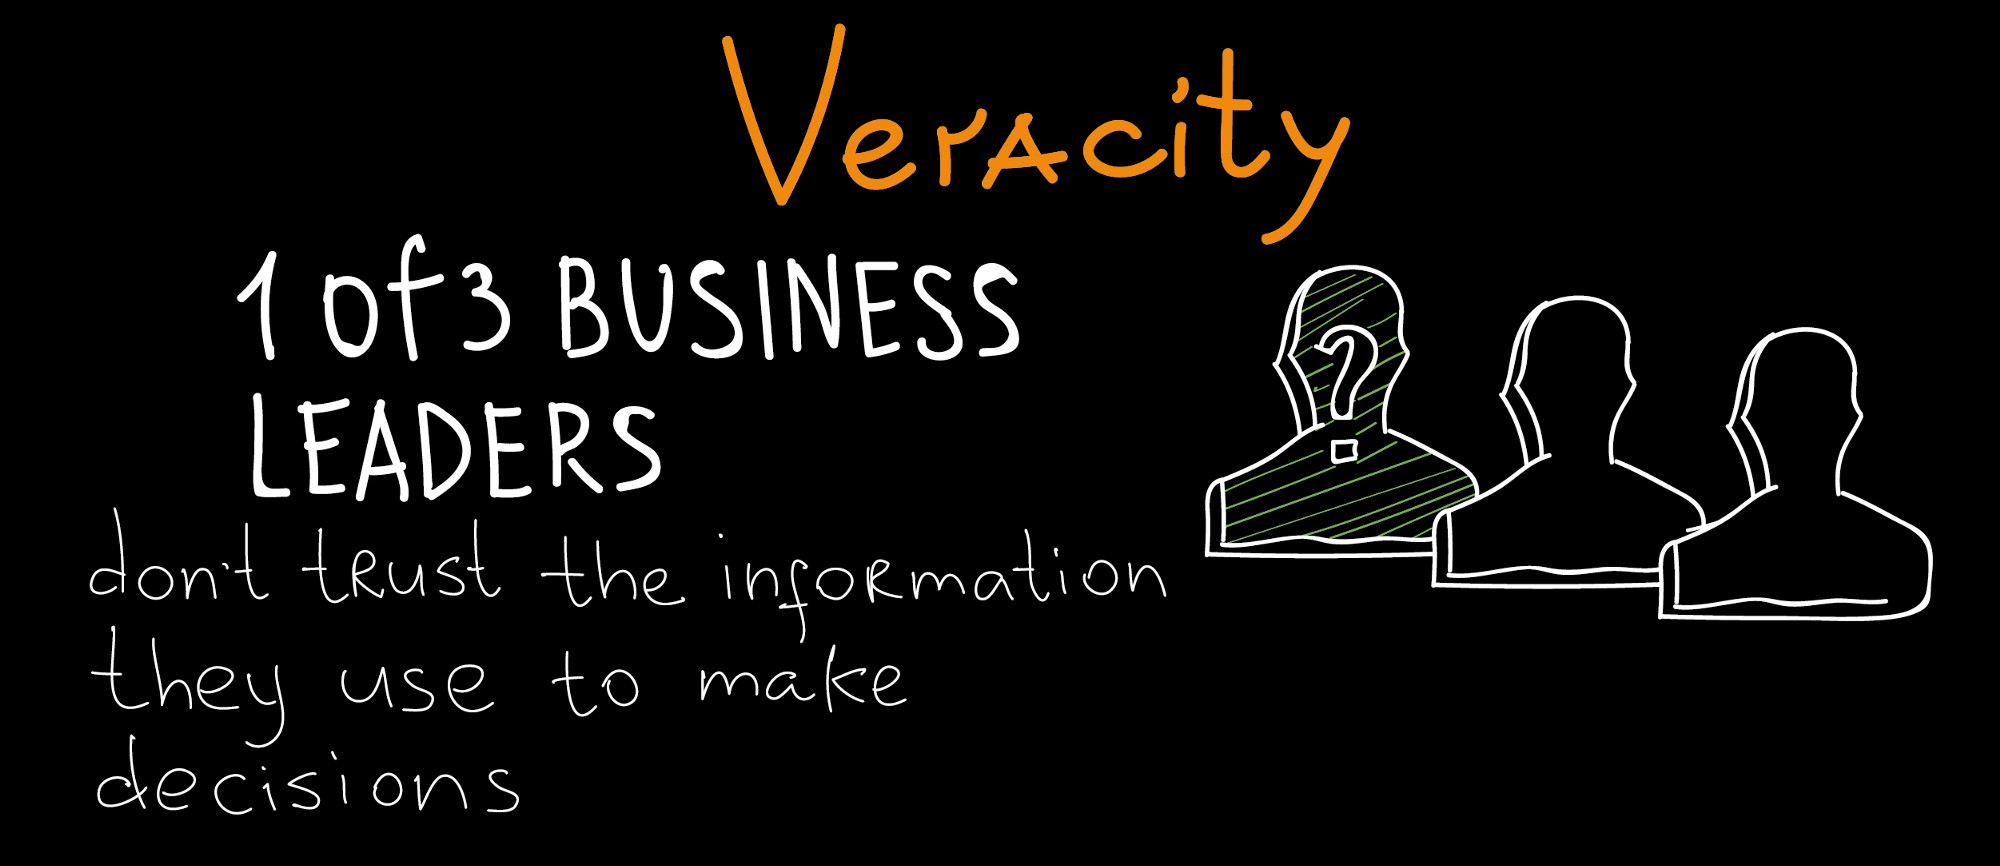 Veracity
1 of 3 BUSINESS
LEADERS
don't trust the information
they use to make
decisions
?